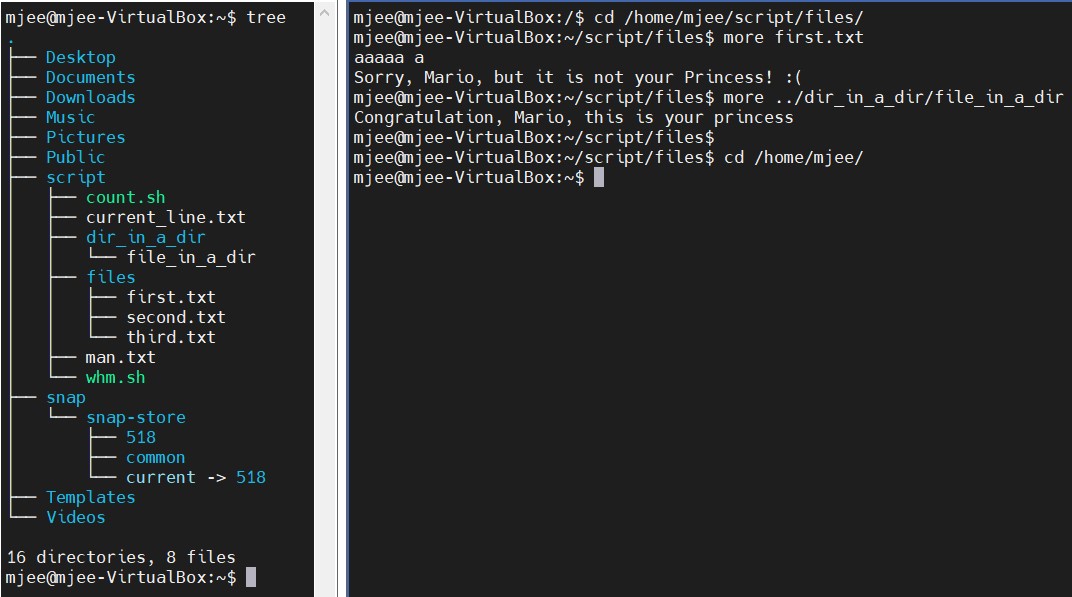 mjee@mjee-VirtualBox:~$ tree
.
├── Desktop
├── Documents
├── Downloads
├── Music
├── Pictures
├── Public
├── script
│   ├── count.sh
│   ├── current_line.txt
│   ├── dir_in_a_dir
│   │   └── file_in_a_dir
│   ├── files
│   │   ├── first.txt
│   │   ├── second.txt
│   │   └── third.txt
│   ├── man.txt
│   └── whm.sh
├── snap
│   └── snap-store
│       ├── 518
│       ├── common
│       └── current -> 518
├── Templates
└── Videos
16 directories, 8 files
mjee@mjee-VirtualBox:~$
mjee@mjee-VirtualBox:/$ cd /home/mjee/script/files/
mjee@mjee-VirtualBox:~/script/files$ more first.txt
aaaaa a
Sorry, Mario, but it is not your Princess! :(
mjee@mjee-VirtualBox:~/script/files$ more ../dir_in_a_dir/file_in_a_dir
Congratulation, Mario, this is your princess
mjee@mjee-VirtualBox:~/script/files$
mjee@mjee-VirtualBox:~/script/files$ cd /home/mjee/
mjee@mjee-VirtualBox:~$